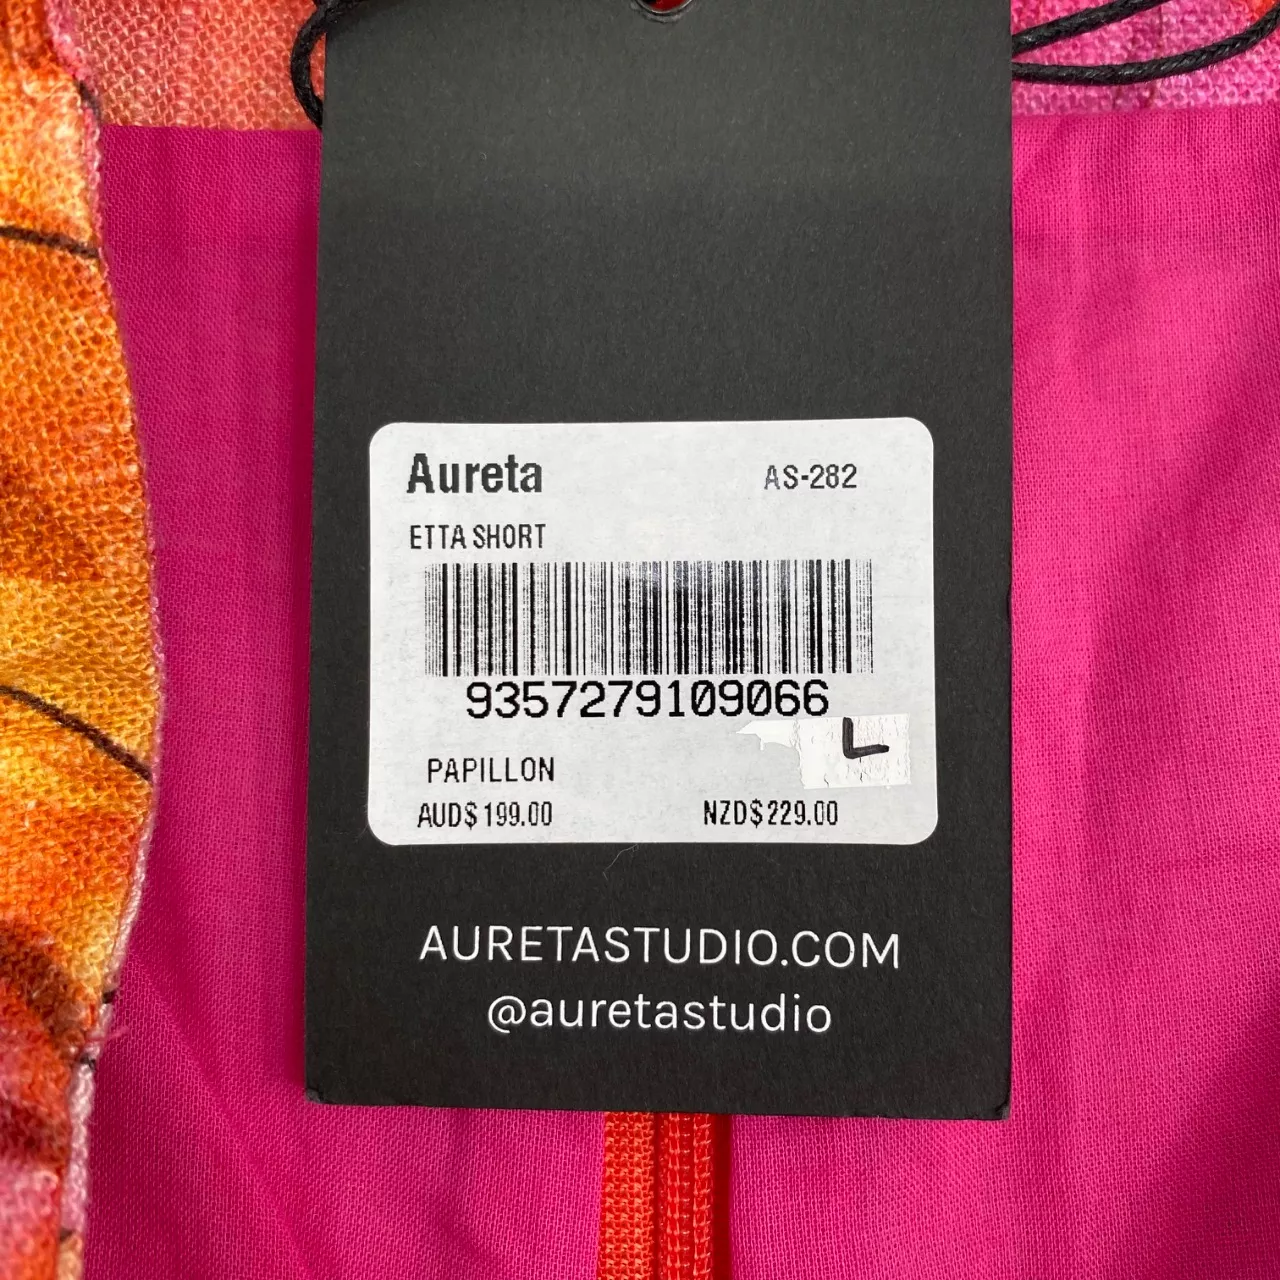 Aureta AS-282
ETTA SHORT
9357279109066
L
PAPILLON
AUD$199.00 NZD$229.00
AURETASTUDIO.COM
@auretastudio